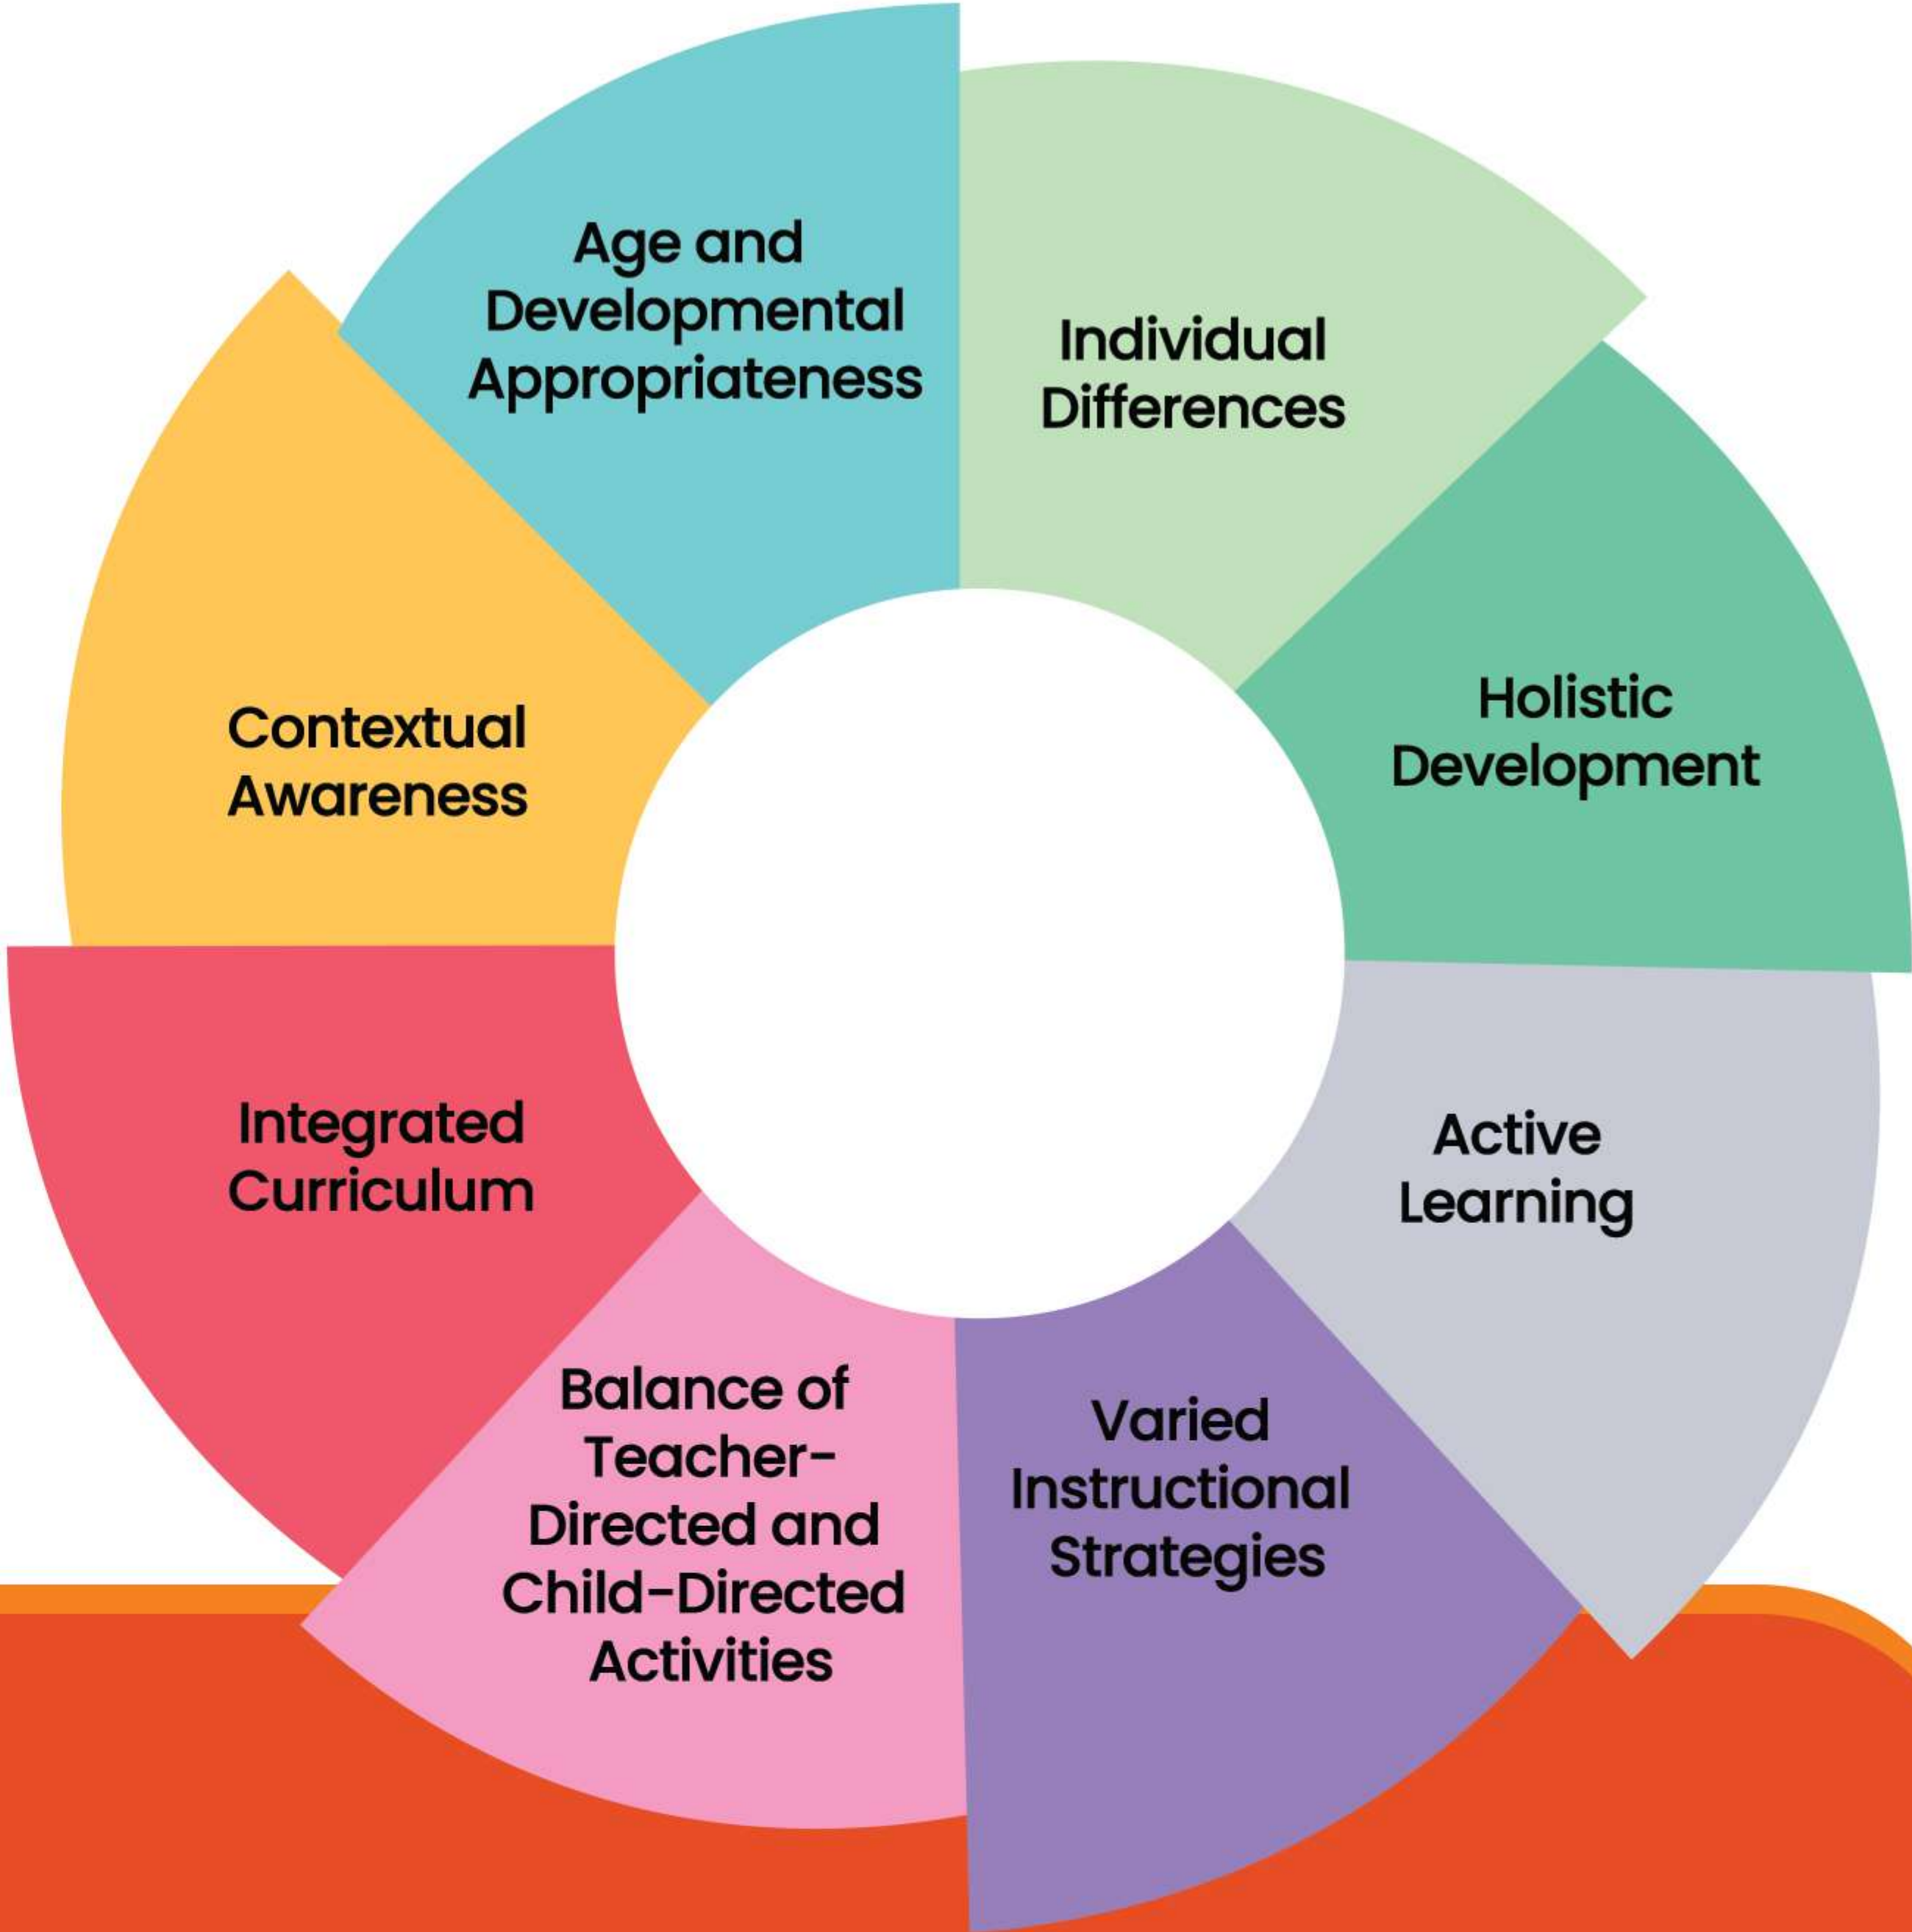 Age and
Developmental
Appropriateness
Individual
Differences
Holistic
Development
Active
Learning
Varied
Instructional
Strategies
Balance of
Teacher-
Directed and
Child-Directed
Activities
Integrated
Curriculum
Contextual
Awareness